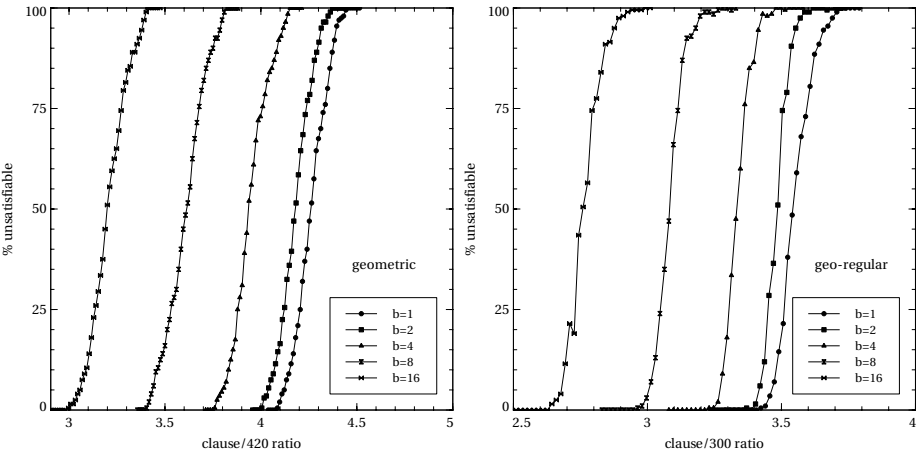 100
75
50
25
0
% unsatisfiable
3
3.5
4
4.5
5
clause/420 ratio
geometric
b=1
b=2
b=4
b=8
b=16
100
75
50
25
0
% unsatisfiable
2.5
3
3.5
4
clause/300 ratio
geo-regular
b=1
b=2
b=4
b=8
b=16